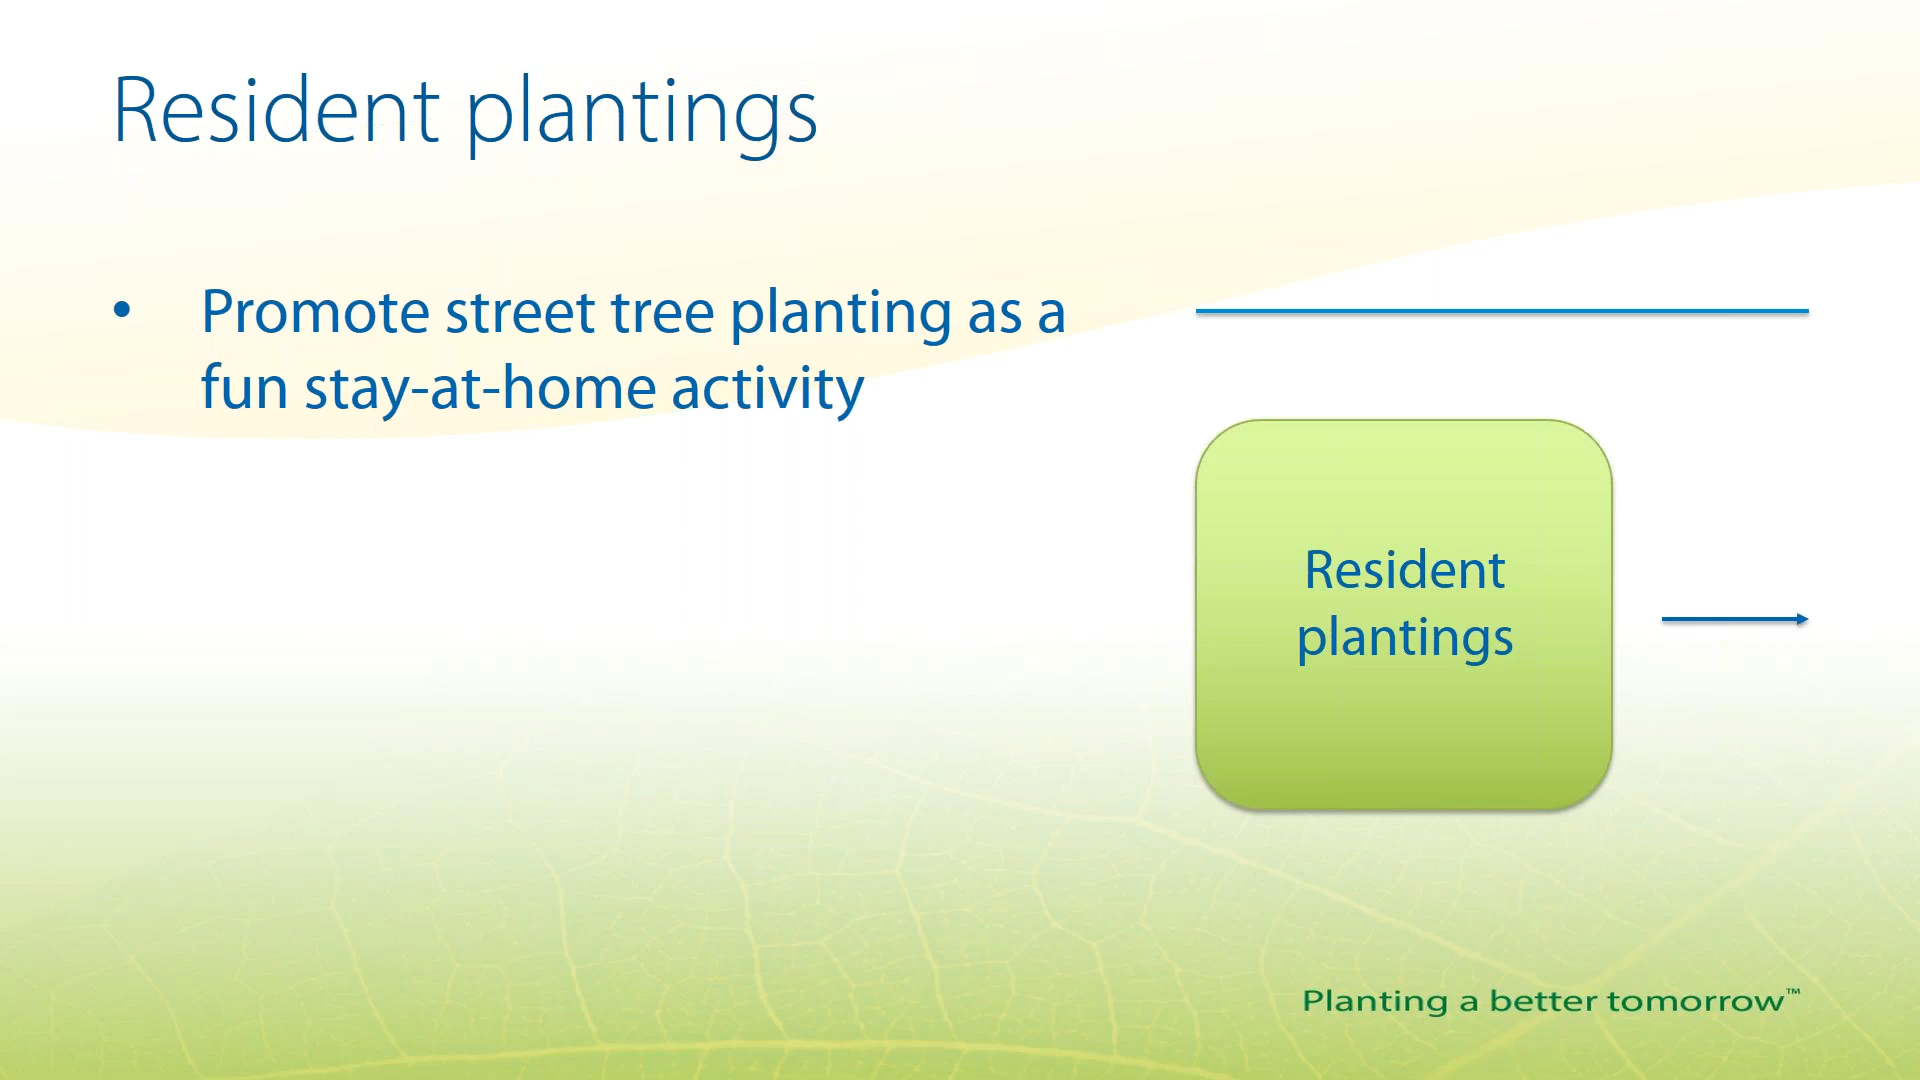 Resident plantings
• Promote street tree planting as a
fun stay-at-home activity
Resident
plantings
Planting a better tomorrow™